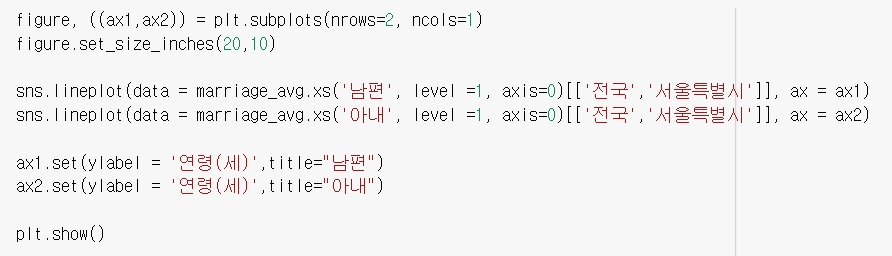 figure, ((ax1,ax2)) = plt.subplots(nrows=2, ncols=1)
figure.set_size_inches(20,10)
sns.lineplot(data = marriage_avg.xs('남편', level =1, axis=0)[['전국','서울특별시']], ax = ax1)
sns.lineplot(data = marriage_avg.xs('아내', level =1, axis=0)[['전국','서울특별시']], ax = ax2)
ax1.set(ylabel = '연령(세)',title="남편")
ax2.set(ylabel = '연령(세)',title="아내")
plt.show()